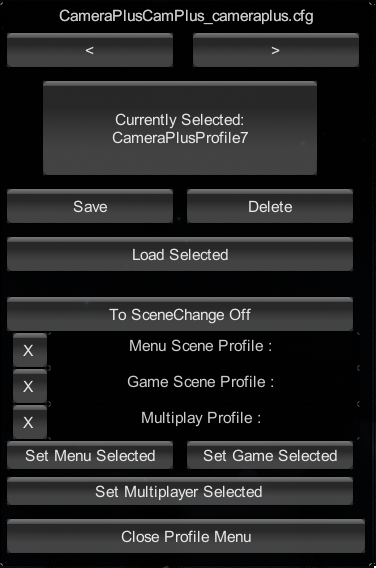 CameraPlusCamPlus_cameraplus.cfg
< >
Currently Selected:
CameraPlusProfile7
Save Delete
Load Selected
To SceneChange Off
X Menu Scene Profile :
X Game Scene Profile :
X Multiplay Profile :
Set Menu Selected Set Game Selected
Set Multiplayer Selected
Close Profile Menu